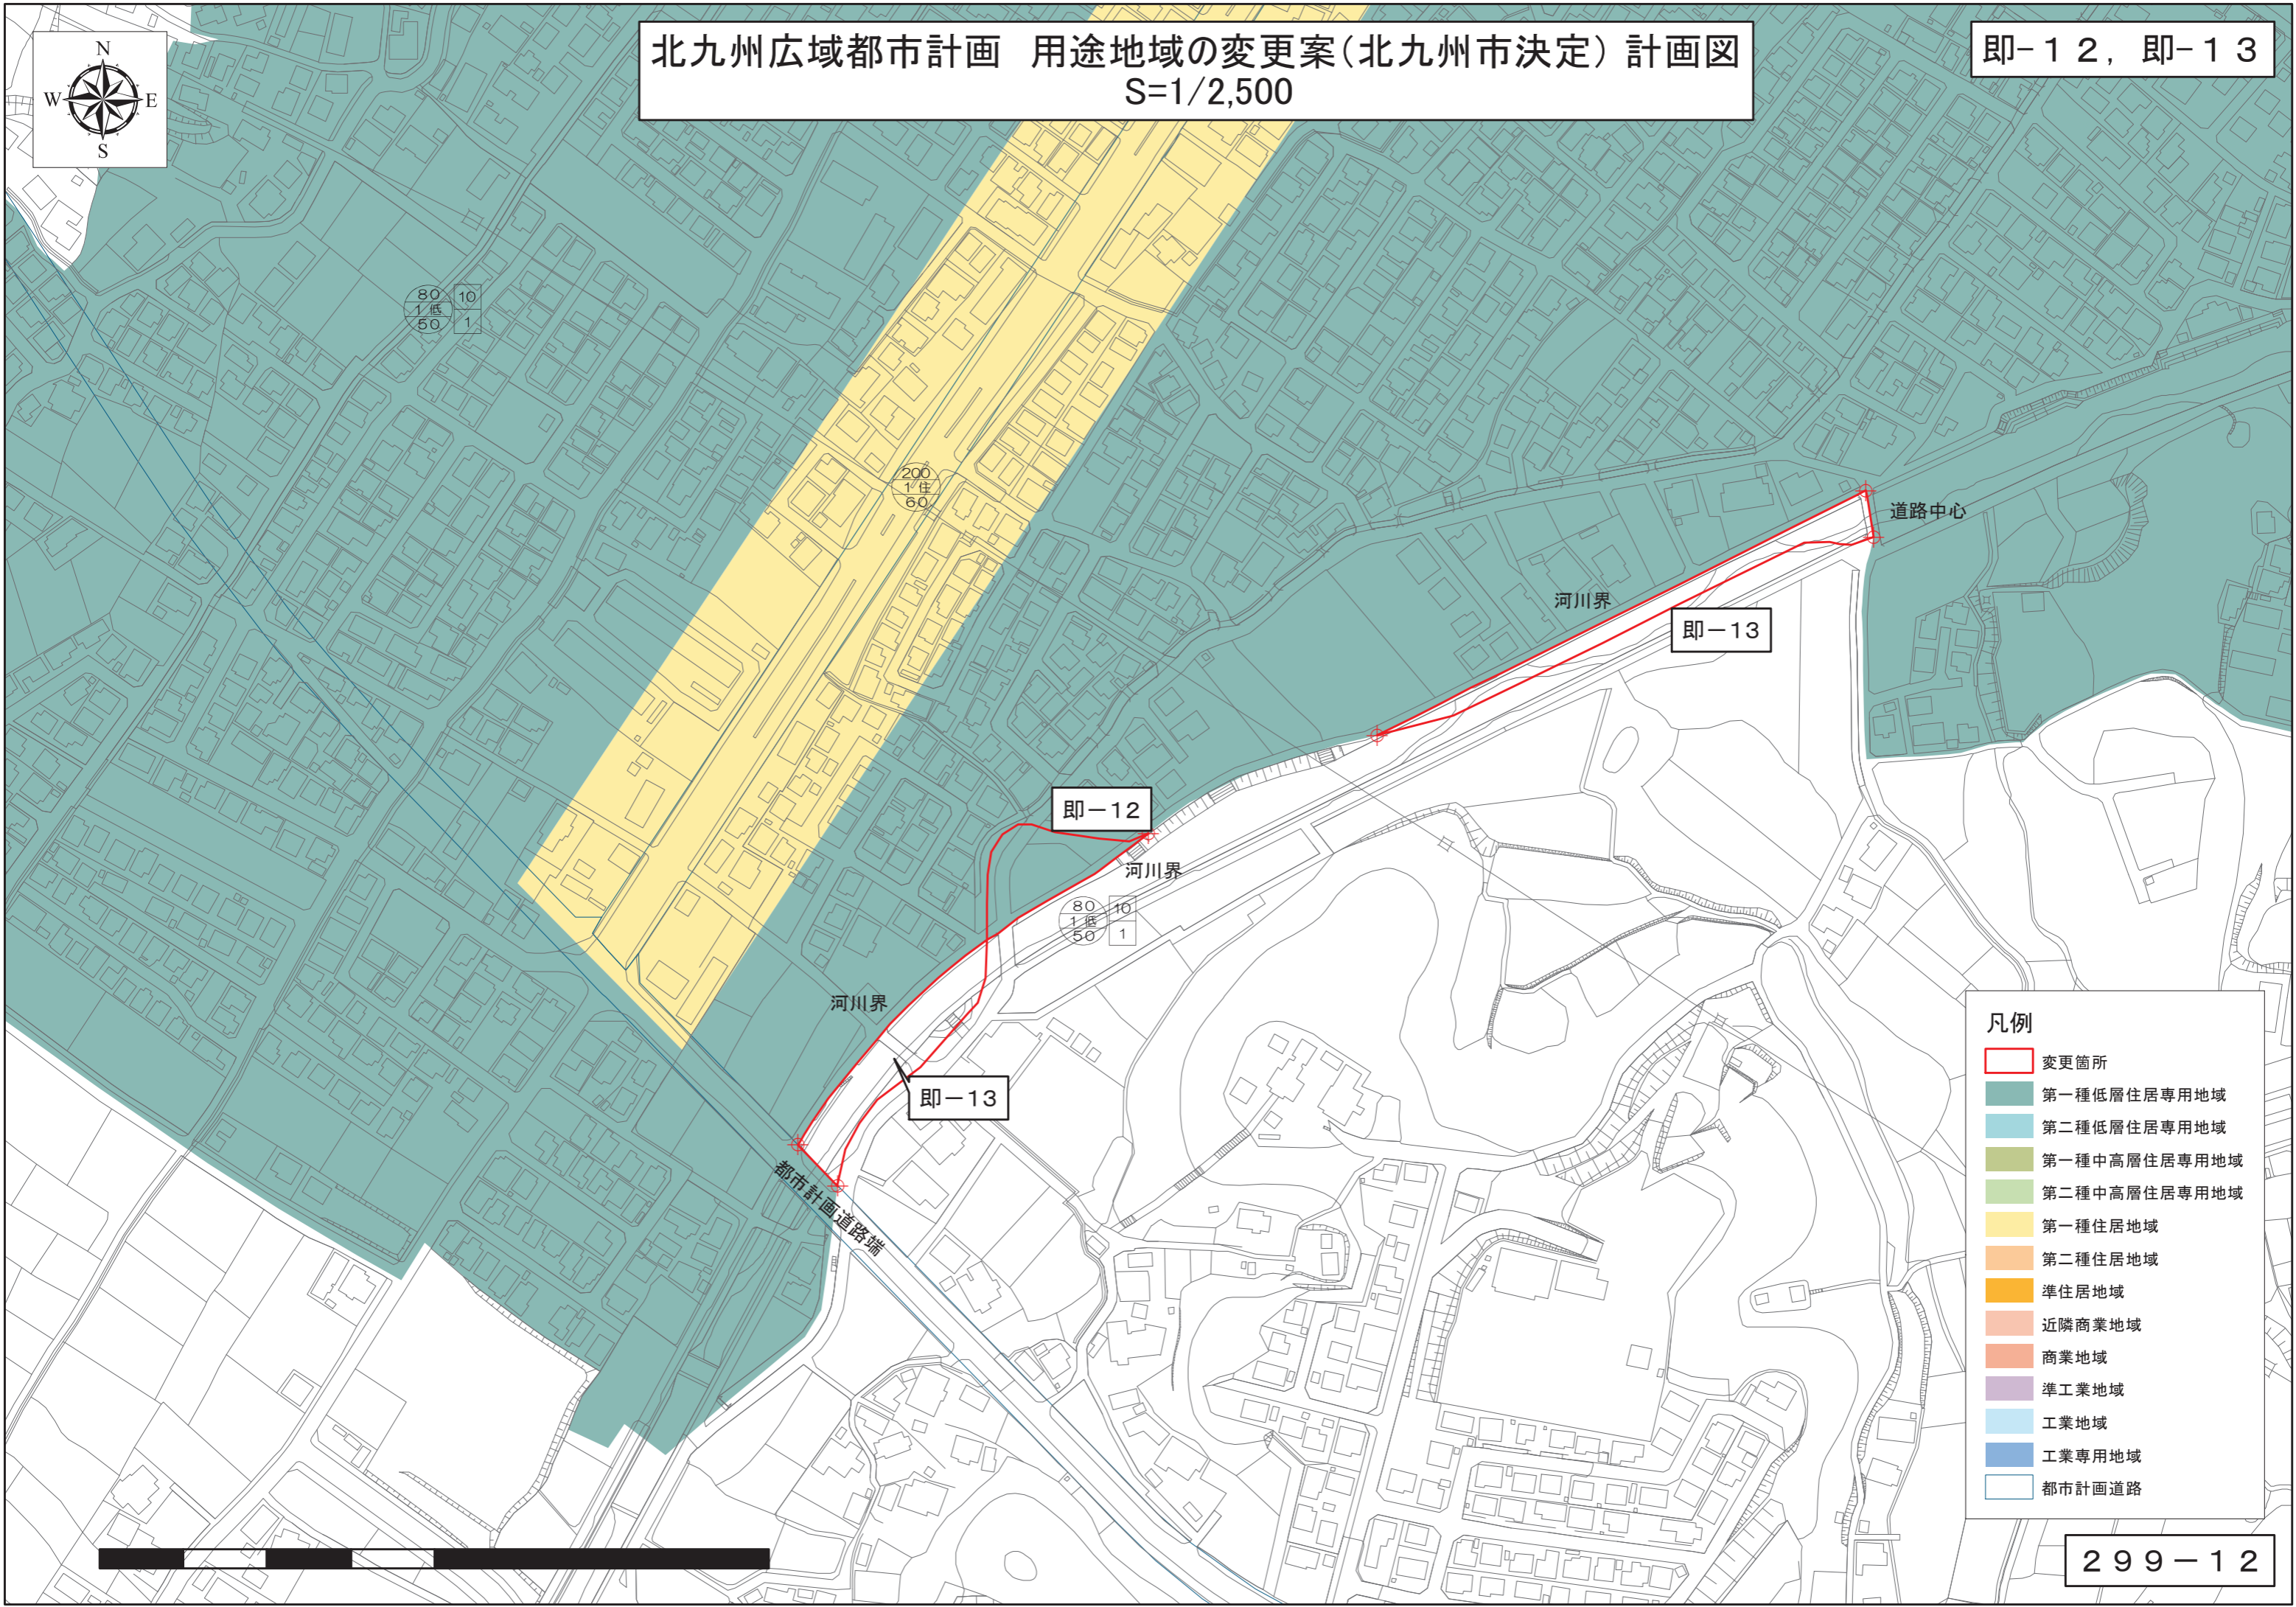 北九州広域都市計画　用途地域の変更案（北九州市決定）計画図
S=1/2,500
即-１２，即-１３
N
W
E
S
80
1低
50
10
1
200
1住
60
道路中心
河川界
即－13
即－12
河川界
80
1低
50
10
1
河川界
即－13
都市計画道路端
凡例
変更箇所
第一種低層住居専用地域
第二種低層住居専用地域
第一種中高層住居専用地域
第二種中高層住居専用地域
第一種住居地域
第二種住居地域
準住居地域
近隣商業地域
商業地域
準工業地域
工業地域
工業専用地域
都市計画道路
２９９－１２